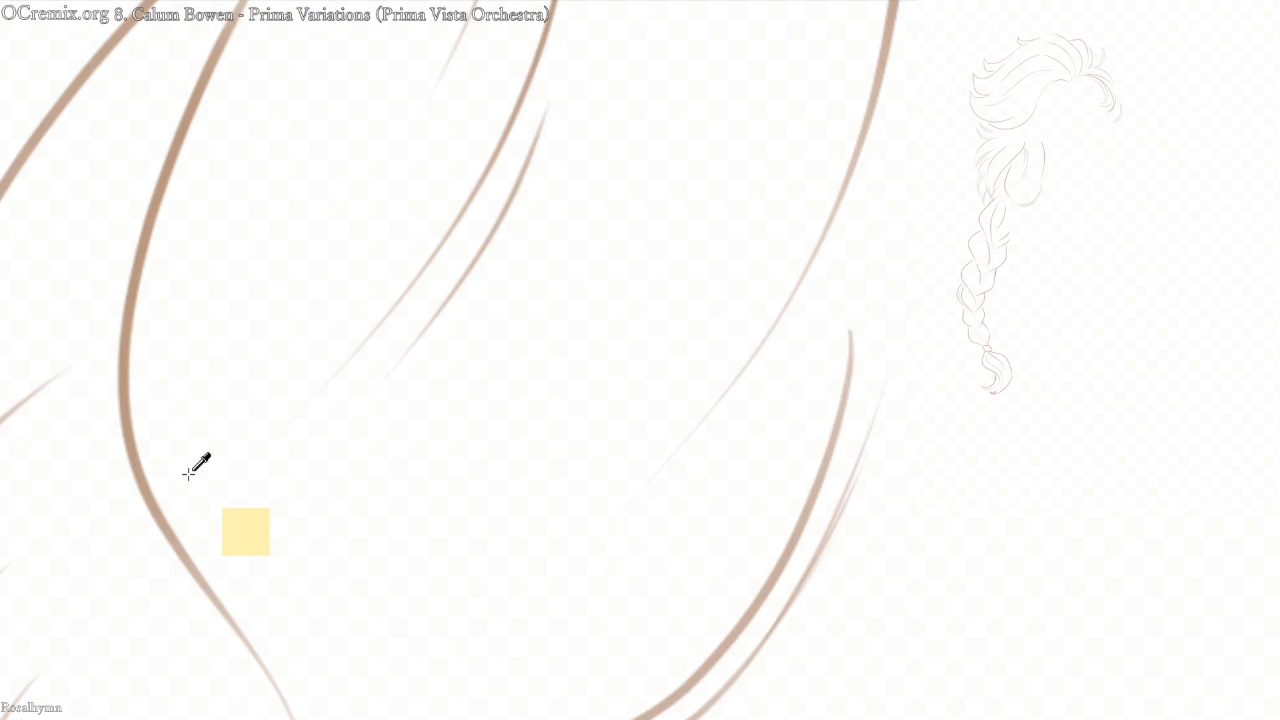 OCremix.org 8. Calum Bowen - Prima Variations (Prima Vista Orchestra)
Rosalhymn